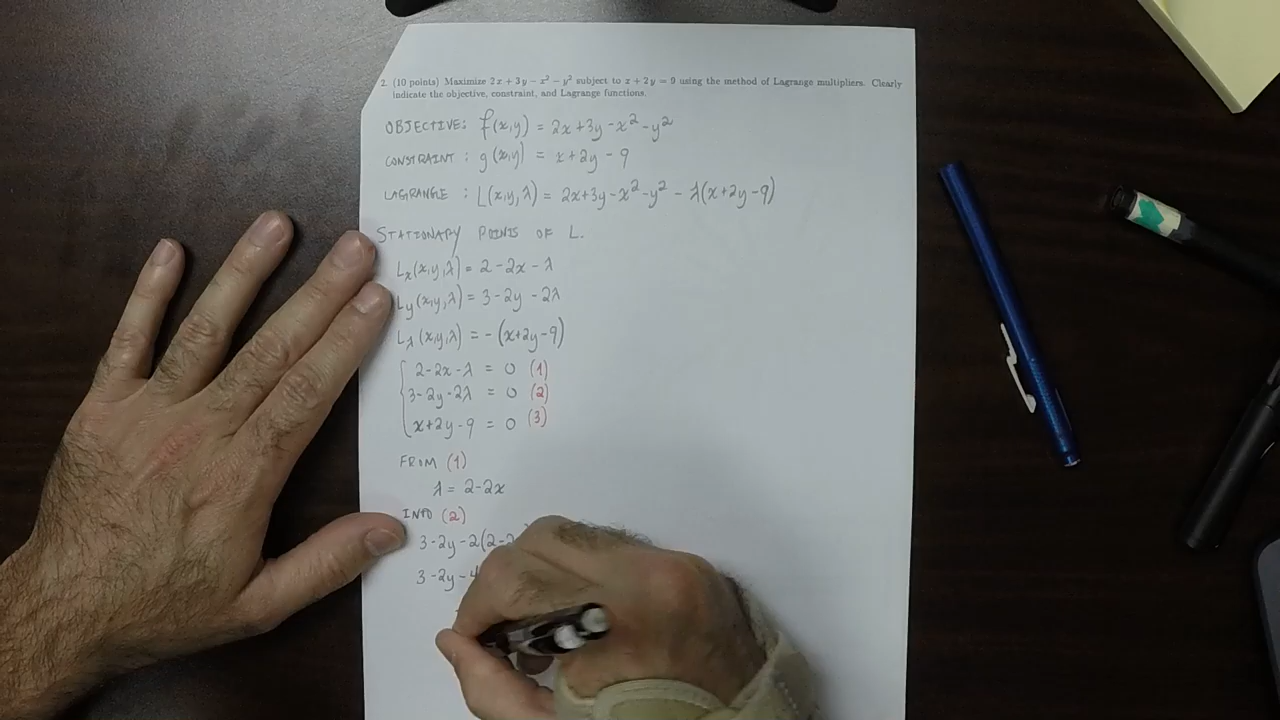 2. (10 points) Maximize 2x + 3y − x² − y² subject to x + 2y = 9 using the method of Lagrange multipliers. Clearly
indicate the objective, constraint, and Lagrange functions.
OBJECTIVE: f(x,y) = 2x+3y-x²-y²
CONSTRAINT : g(x,y) = x+2y-9
LAGRANGE : L(x,y,λ) = 2x+3y-x²-y² - λ(x+2y-9)
STATIONARY POINTS OF L.
Lx(x,y,λ) = 2-2x-λ
Ly(x,y,λ) = 3-2y-2λ
Lλ(x,y,λ) = -(x+2y-9)
2-2x-λ = 0 (1)
3-2y-2λ = 0 (2)
x+2y-9 = 0 (3)
FROM (1)
λ = 2-2x
INTO (2)
3-2y-2(2-2
3-2y-4